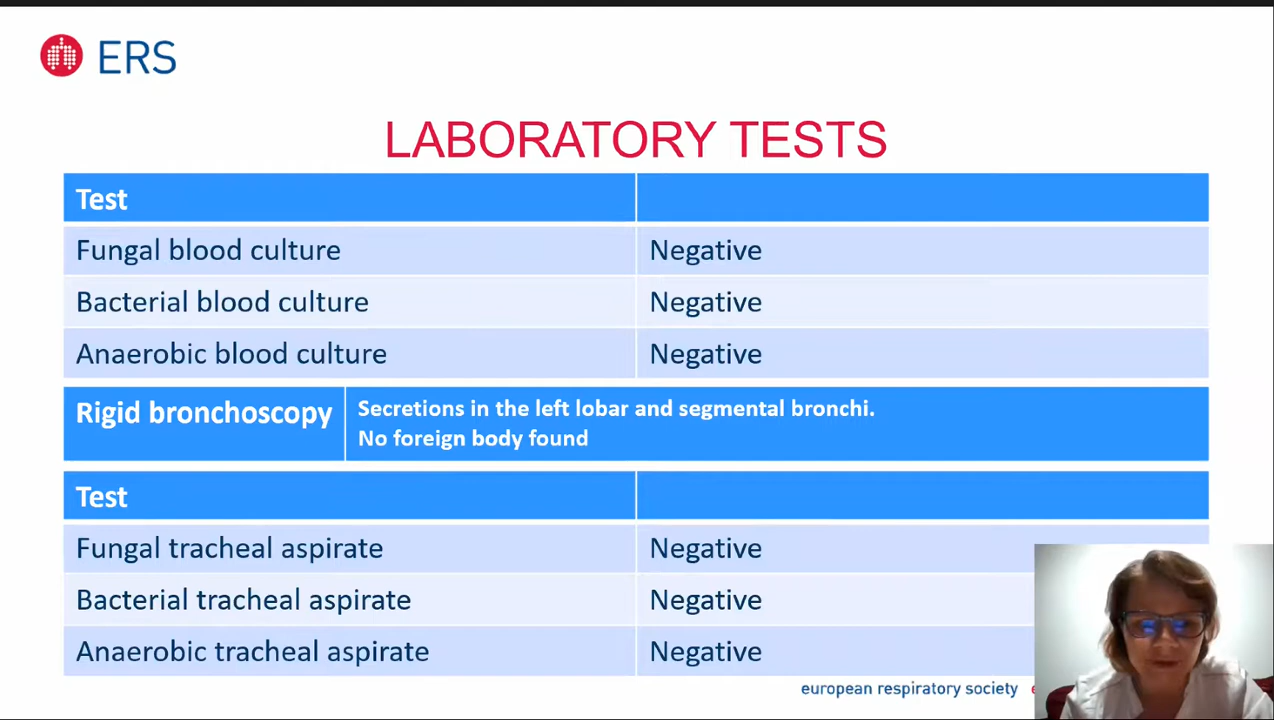 ERS
LABORATORY TESTS
Test
Fungal blood culture Negative
Bacterial blood culture Negative
Anaerobic blood culture Negative
Rigid bronchoscopy Secretions in the left lobar and segmental bronchi.
No foreign body found
Test
Fungal tracheal aspirate Negative
Bacterial tracheal aspirate Negative
Anaerobic tracheal aspirate Negative
european respiratory society